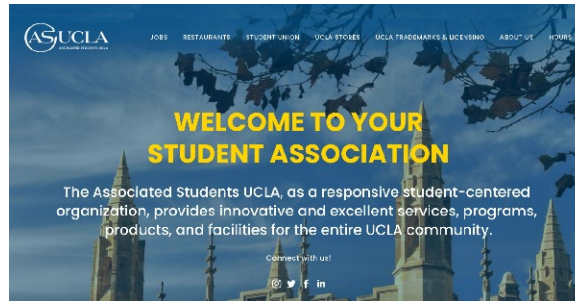 ASUCLA
ASSOCIATED STUDENTS UCLA
JOBS RESTAURANTS STUDENT UNION UCLA STORES UCLA TRADEMARKS & LICENSING ABOUT US HOURS
WELCOME TO YOUR
STUDENT ASSOCIATION
The Associated Students UCLA, as a responsive student-centered
organization, provides innovative and excellent services, programs,
products, and facilities for the entire UCLA community.
Connect with us!
f in